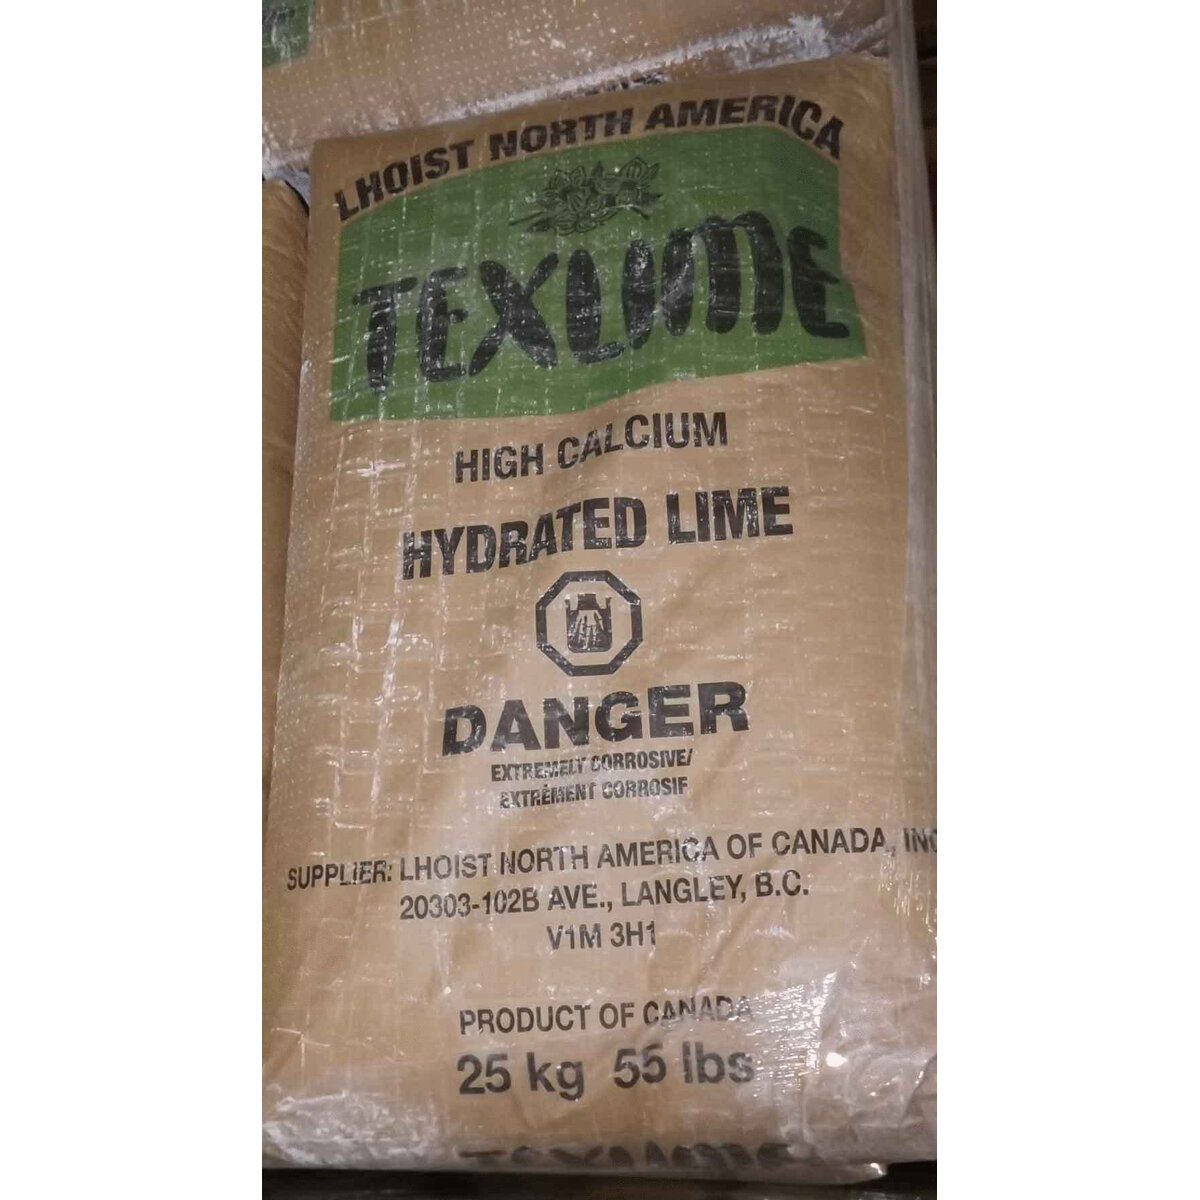 LHOIST NORTH AMERICA
TEXLIME
HIGH CALCIUM
HYDRATED LIME
DANGER
EXTREMELY CORROSIVE/
EXTRÊMENT CORROSIF
SUPPLIER: LHOIST NORTH AMERICA OF CANADA, INC
20303-102B AVE., LANGLEY, B.C.
V1M 3H1
PRODUCT OF CANADA
25 kg 55 lbs
TEXLIME